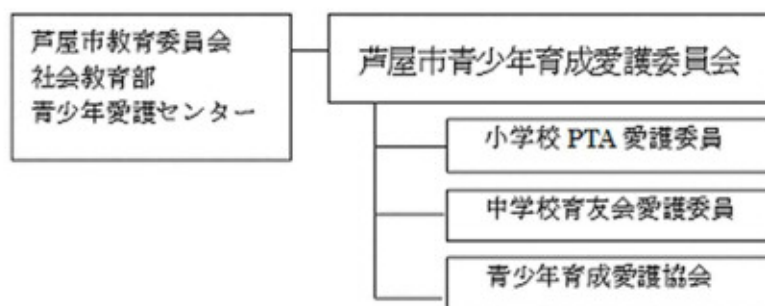 芦屋市教育委員会
社会教育部
青少年愛護センター
芦屋市青少年育成愛護委員会
小学校 PTA 愛護委員
中学校育友会愛護委員
青少年育成愛護協会